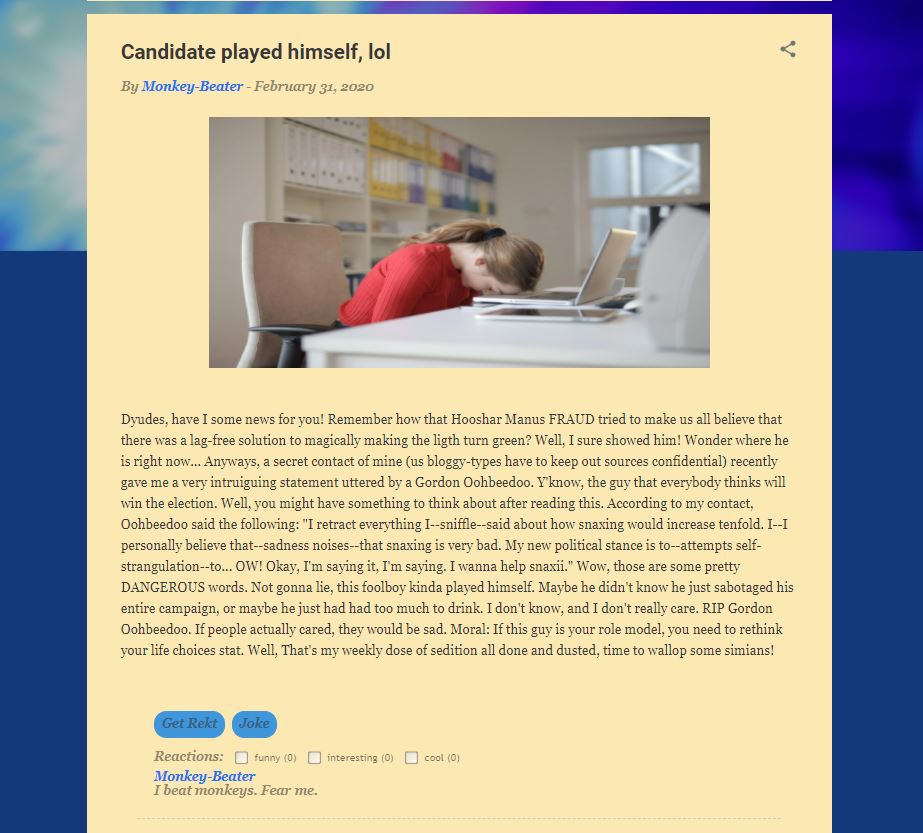 Candidate played himself, lol
By Monkey-Beater - February 31, 2020
Dyudes, have I some news for you! Remember how that Hooshar Manus FRAUD tried to make us all believe that
there was a lag-free solution to magically making the ligth turn green? Well, I sure showed him! Wonder where he
is right now... Anyways, a secret contact of mine (us bloggy-types have to keep out sources confidential) recently
gave me a very intruiguing statement uttered by a Gordon Oohbeedoo. Y'know, the guy that everybody thinks will
win the election. Well, you might have something to think about after reading this. According to my contact,
Oohbeedoo said the following: "I retract everything I--sniffle--said about how snaxing would increase tenfold. I--I
personally believe that--sadness noises--that snaxing is very bad. My new political stance is to--attempts self-
strangulation--to... OW! Okay, I'm saying it, I'm saying. I wanna help snaxii." Wow, those are some pretty
DANGEROUS words. Not gonna lie, this foolboy kinda played himself. Maybe he didn't know he just sabotaged his
entire campaign, or maybe he just had had too much to drink. I don't know, and I don't really care. RIP Gordon
Oohbeedoo. If people actually cared, they would be sad. Moral: If this guy is your role model, you need to rethink
your life choices stat. Well, That's my weekly dose of sedition all done and dusted, time to wallop some simians!
Get Rekt Joke
Reactions: funny (0) interesting (0) cool (0)
Monkey-Beater
I beat monkeys. Fear me.